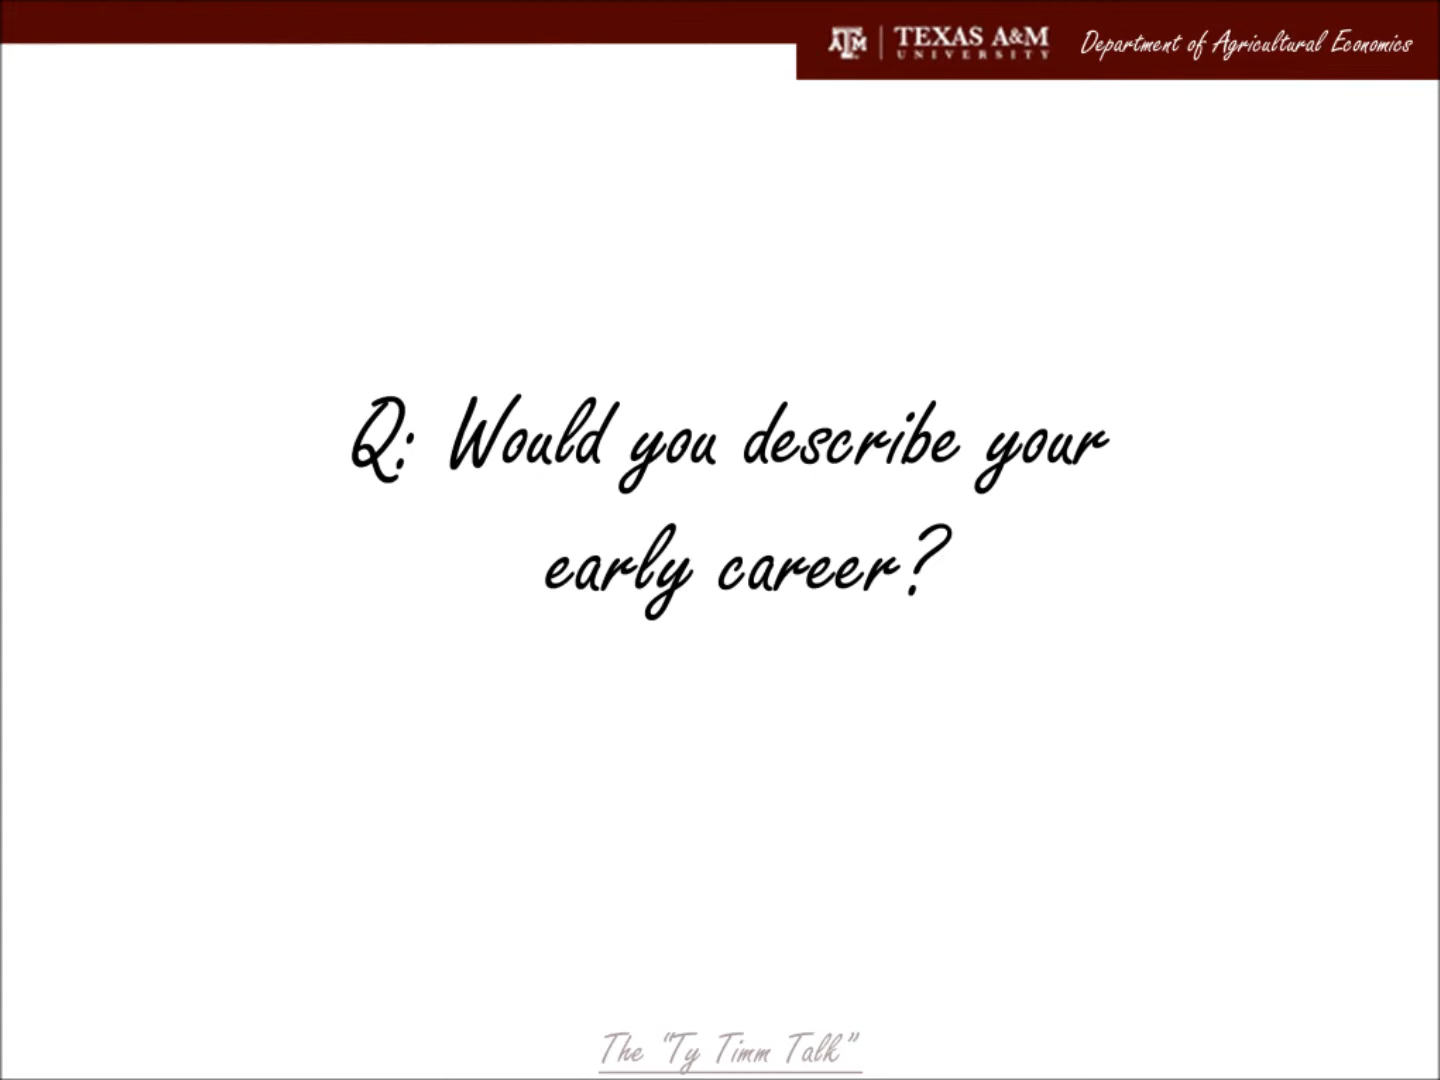 TEXAS A&M
UNIVERSITY
Department of Agricultural Economics
Q: Would you describe your
early career?
The "Ty Timm Talk"